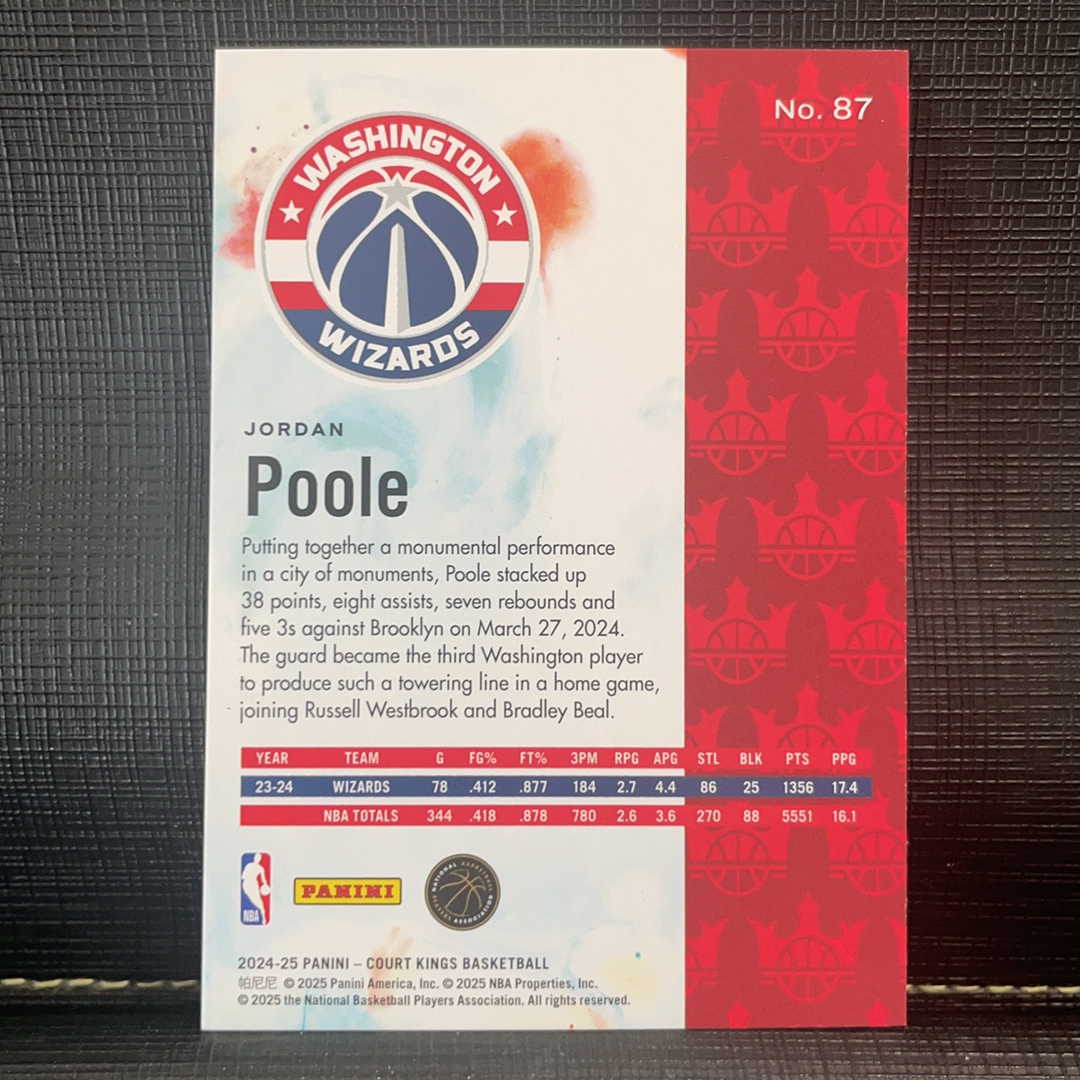 No. 87
WASHINGTON
WIZARDS
JORDAN
Poole
Putting together a monumental performance
in a city of monuments, Poole stacked up
38 points, eight assists, seven rebounds and
five 3s against Brooklyn on March 27, 2024.
The guard became the third Washington player
to produce such a towering line in a home game,
joining Russell Westbrook and Bradley Beal.
YEAR TEAM G FG% FT% 3PM RPG APG STL BLK PTS PPG
23-24 WIZARDS 78 .412 .877 184 2.7 4.4 86 25 1356 17.4
NBA TOTALS 344 .418 .878 780 2.6 3.6 270 88 5551 16.1
NBA
PANINI
NATIONAL BASKETBALL
PLAYERS ASSOCIATION
2024-25 PANINI – COURT KINGS BASKETBALL
帕尼尼 © 2025 Panini America, Inc. © 2025 NBA Properties, Inc.
© 2025 the National Basketball Players Association. All rights reserved.